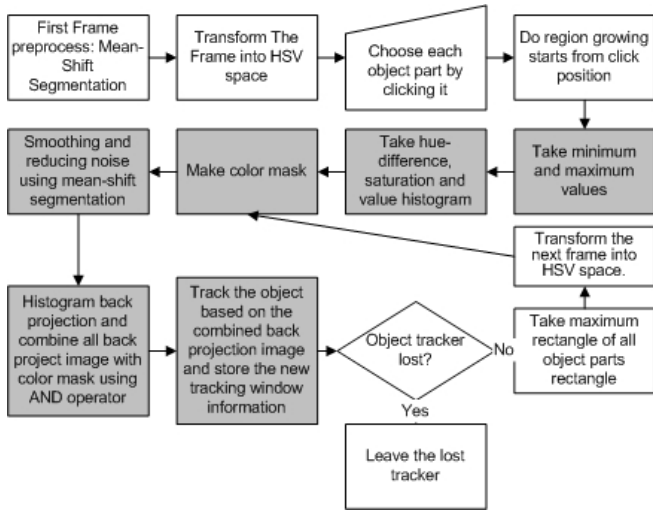 First Frame
preprocess: Mean-
Shift
Segmentation
Transform The
Frame into HSV
space
Choose each
object part by
clicking it
Do region growing
starts from click
position
Smoothing and
reducing noise
using mean-shift
segmentation
Make color mask
Take hue-
difference,
saturation and
value histogram
Take minimum
and maximum
values
Transform the
next frame into
HSV space.
Histogram back
projection and
combine all back
project image with
color mask using
AND operator
Track the object
based on the
combined back
projection image
and store the new
tracking window
information
Object tracker
lost?
No
Take maximum
rectangle of all
object parts
rectangle
Yes
Leave the lost
tracker